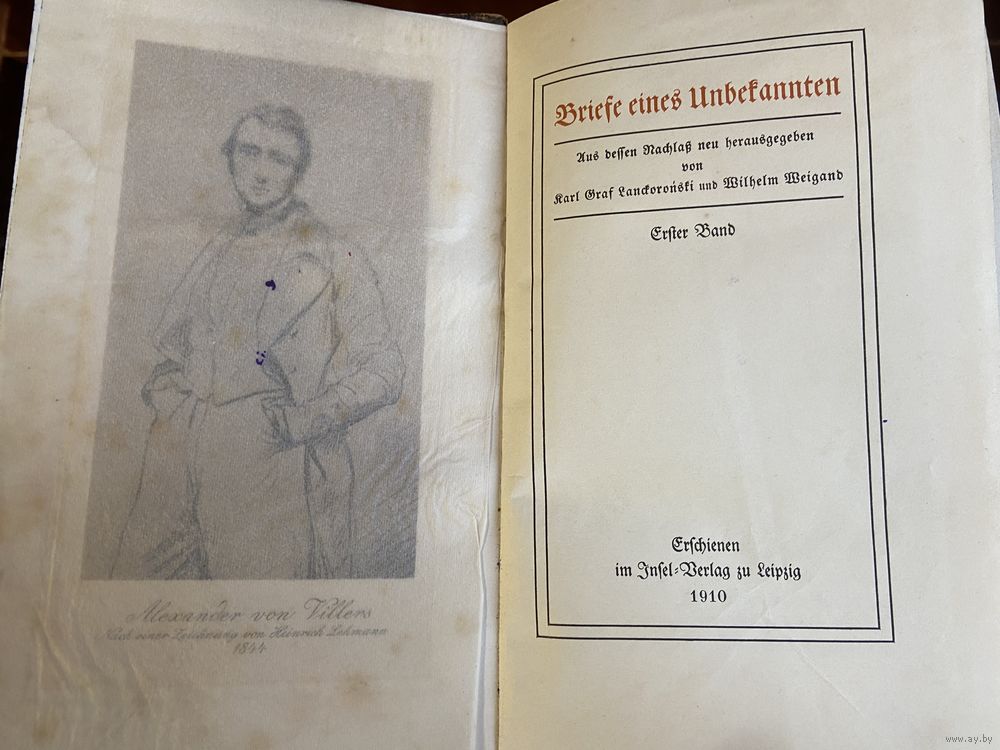 Alexander von Villers
Nach einer Zeichnung von Heinrich Lehmann
1844
Briefe eines Unbekannten
Aus dessen Nachlaß neu herausgegeben
von
Karl Graf Lanckoroński und Wilhelm Weigand
Erster Band
Erschienen
im Insel-Verlag zu Leipzig
1910
www.ay.by